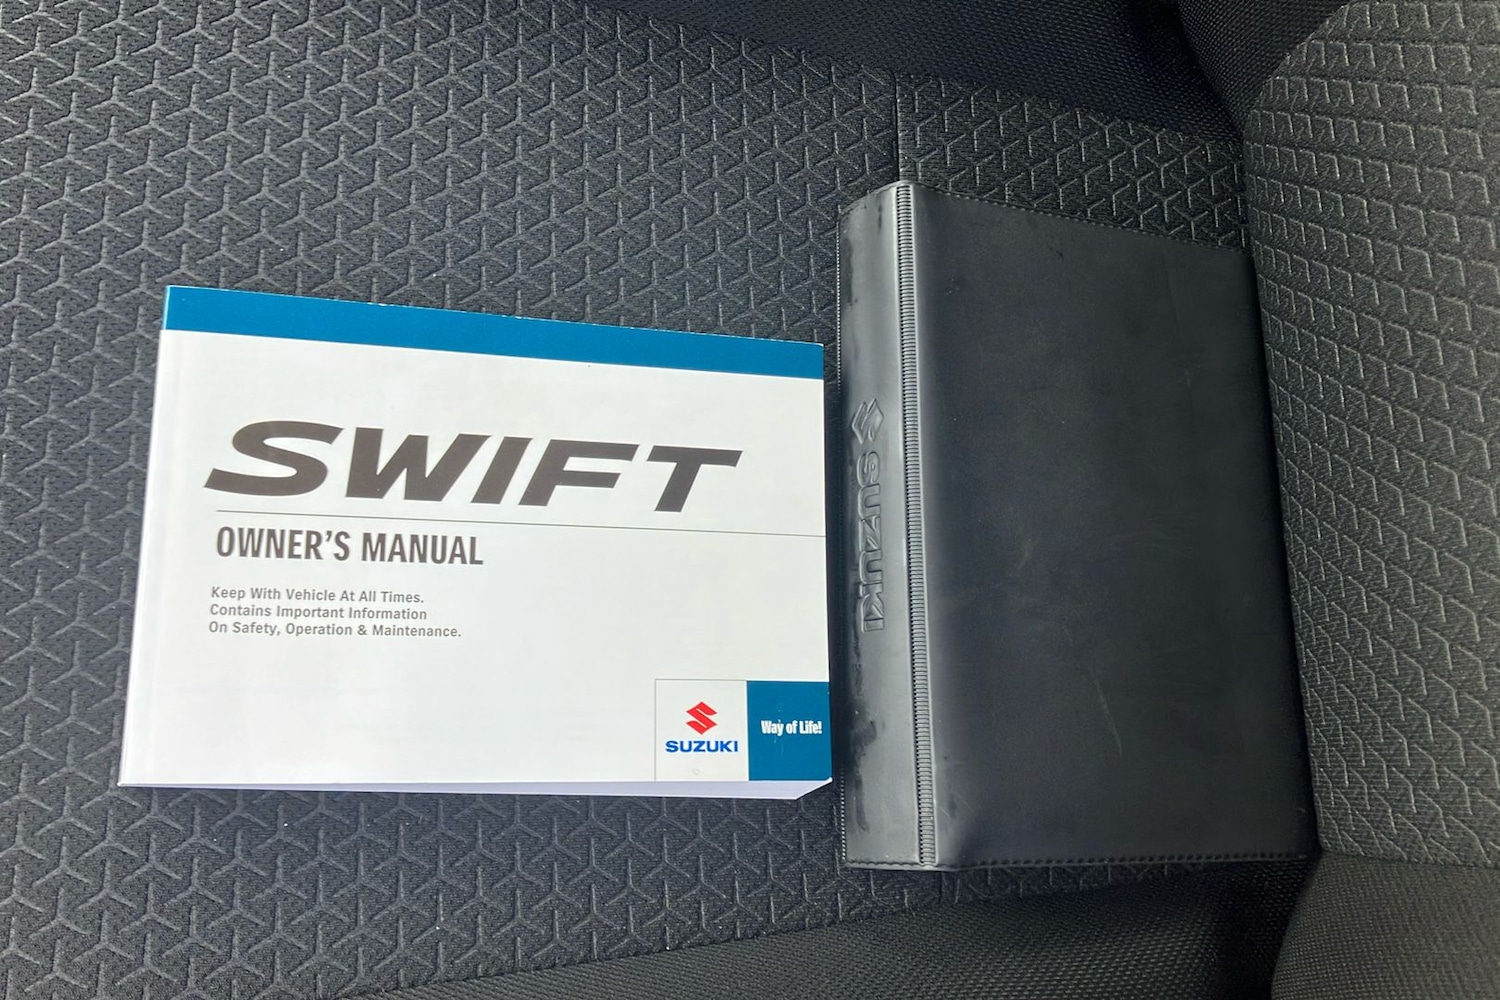 SWIFT
OWNER'S MANUAL
Keep With Vehicle At All Times.
Contains Important Information
On Safety, Operation & Maintenance.
SUZUKI
Way of Life!
SUZUKI